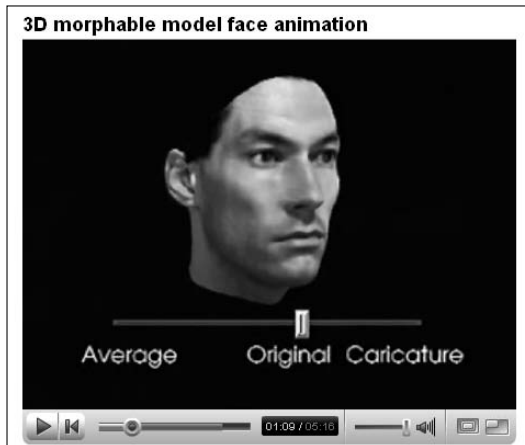 3D morphable model face animation
Average Original Caricature
01:09 / 05:16